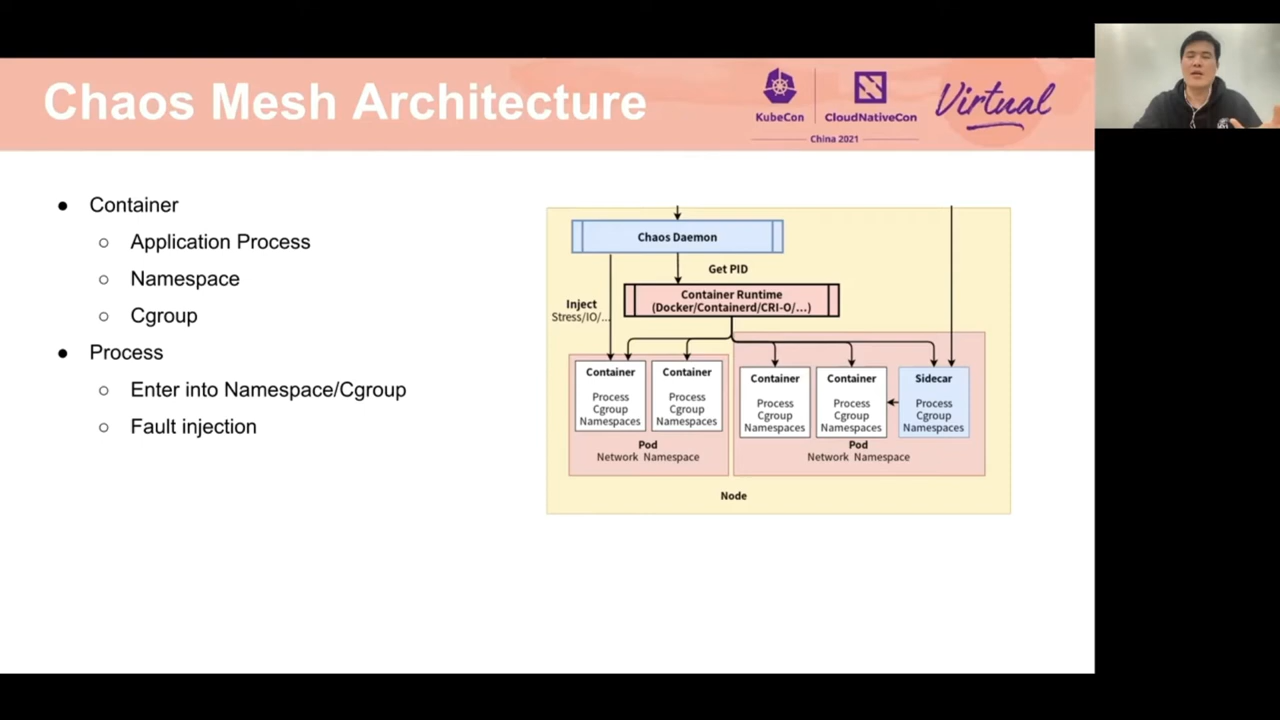 Chaos Mesh Architecture
KubeCon
CloudNativeCon
China 2021
Virtual
● Container
○ Application Process
○ Namespace
○ Cgroup
● Process
○ Enter into Namespace/Cgroup
○ Fault injection
Chaos Daemon
Get PID
Container Runtime
(Docker/Containerd/CRI-O/...)
Inject
Stress/IO/...
Container
Process
Cgroup
Namespaces
Container
Process
Cgroup
Namespaces
Pod
Network Namespace
Container
Process
Cgroup
Namespaces
Container
Process
Cgroup
Namespaces
Sidecar
Process
Cgroup
Namespaces
Pod
Network Namespace
Node